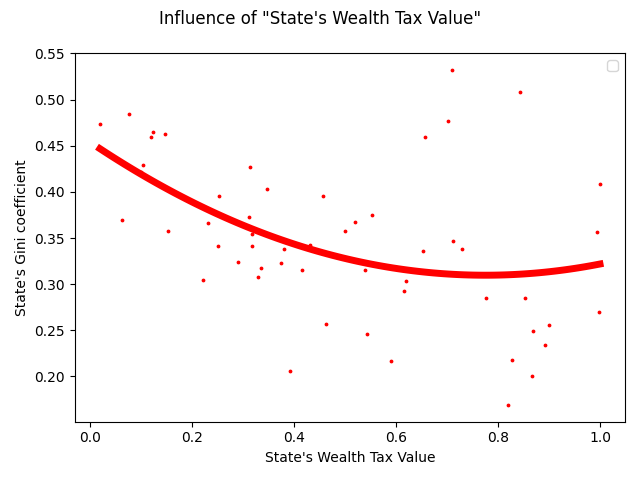 Influence of "State's Wealth Tax Value"
0.55
0.50
0.45
0.40
0.35
0.30
0.25
0.20
State's Gini coefficient
0.0 0.2 0.4 0.6 0.8 1.0
State's Wealth Tax Value